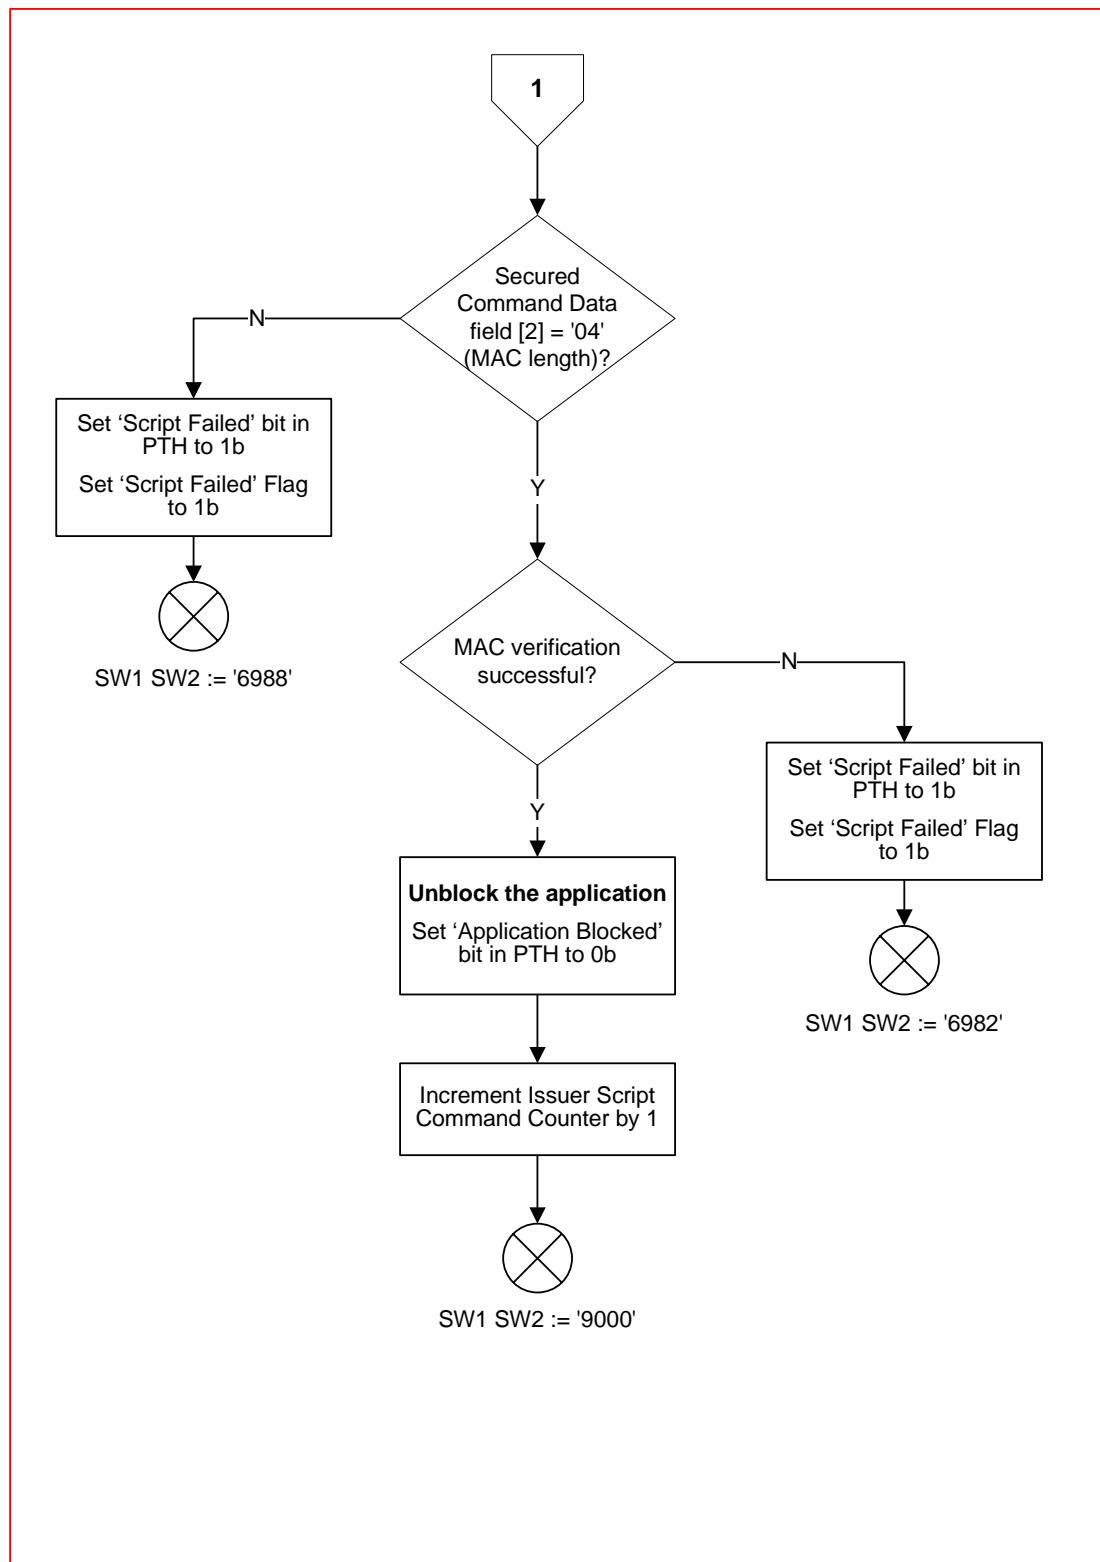 1
Secured
Command Data
field [2] = '04'
(MAC length)?
N
Set ‘Script Failed’ bit in
PTH to 1b
Set ‘Script Failed’ Flag
to 1b
SW1 SW2 := '6988'
Y
MAC verification
successful?
N
Set ‘Script Failed’ bit in
PTH to 1b
Set ‘Script Failed’ Flag
to 1b
SW1 SW2 := '6982'
Y
Unblock the application
Set ‘Application Blocked’
bit in PTH to 0b
Increment Issuer Script
Command Counter by 1
SW1 SW2 := '9000'